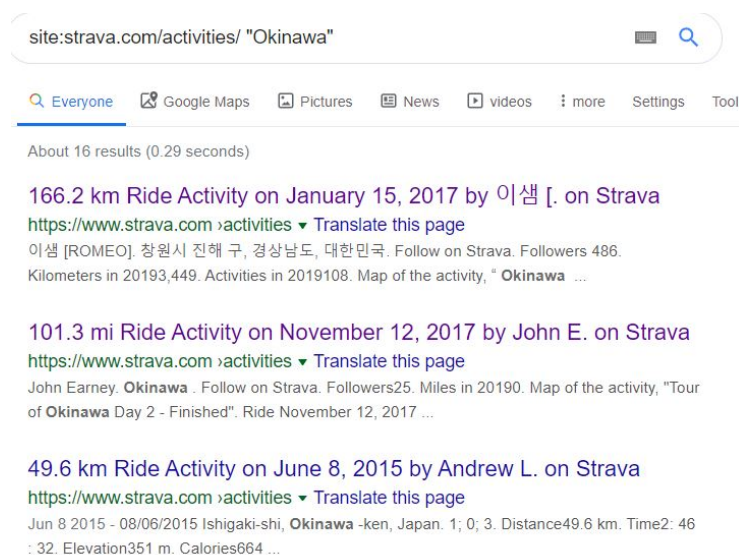 site:strava.com/activities/ "Okinawa"
Everyone Google Maps Pictures News videos more Settings Tool
About 16 results (0.29 seconds)
166.2 km Ride Activity on January 15, 2017 by 이샘 [. on Strava
https://www.strava.com ›activities ▾ Translate this page
이샘 [ROMEO]. 창원시 진해 구, 경상남도, 대한민국. Follow on Strava. Followers 486.
Kilometers in 20193,449. Activities in 2019108. Map of the activity, " Okinawa ...
101.3 mi Ride Activity on November 12, 2017 by John E. on Strava
https://www.strava.com ›activities ▾ Translate this page
John Earney. Okinawa . Follow on Strava. Followers25. Miles in 20190. Map of the activity, "Tour
of Okinawa Day 2 - Finished". Ride November 12, 2017 ...
49.6 km Ride Activity on June 8, 2015 by Andrew L. on Strava
https://www.strava.com ›activities ▾ Translate this page
Jun 8 2015 - 08/06/2015 Ishigaki-shi, Okinawa -ken, Japan. 1; 0; 3. Distance49.6 km. Time2: 46
: 32. Elevation351 m. Calories664 ...